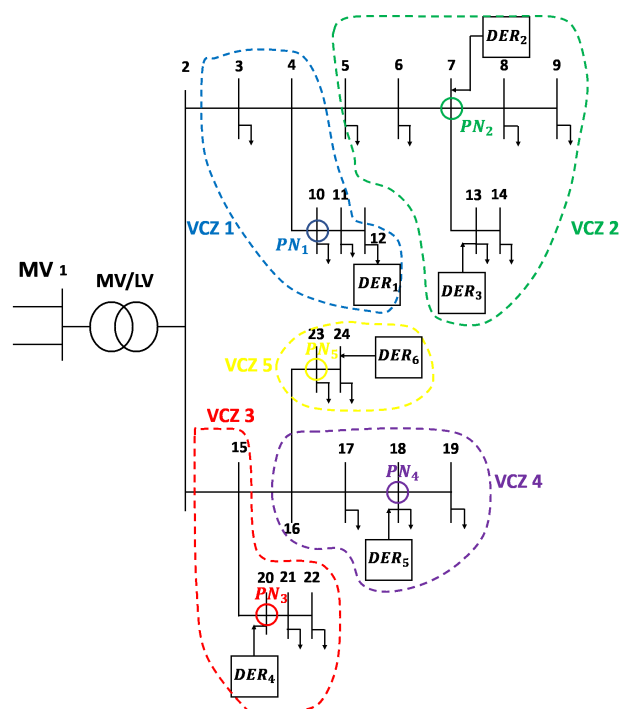 DER₂
2 3 4 5 6 7 8 9
PN₂
10 11 12 13 14
VCZ 1
PN₁
VCZ 2
MV 1
MV/LV
DER₁
DER₃
23 24
PN₅
VCZ 5
DER₆
VCZ 3
15 17 18 19
PN₄
VCZ 4
16
DER₅
20 21 22
PN₃
DER₄